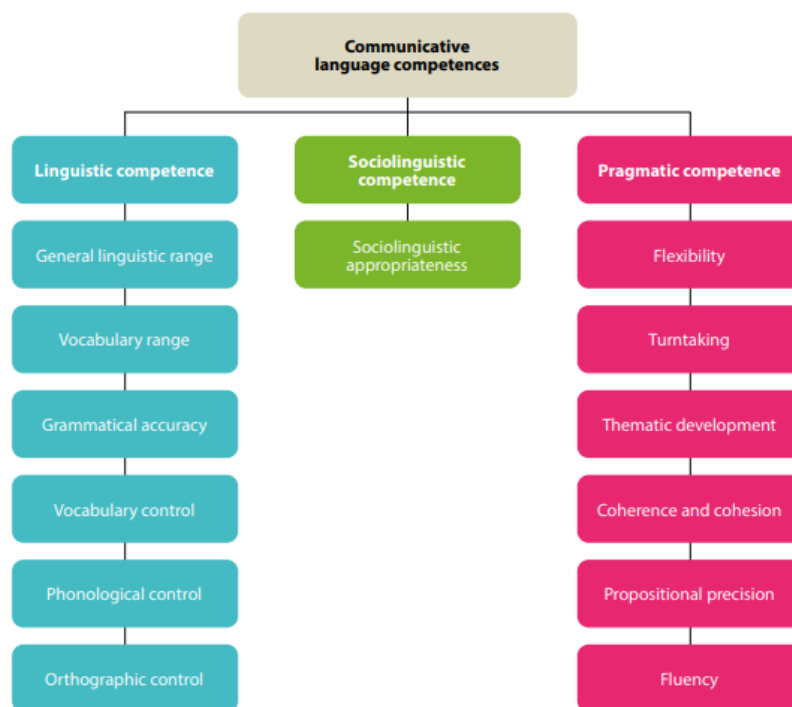 Communicative
language competences
Linguistic competence
General linguistic range
Vocabulary range
Grammatical accuracy
Vocabulary control
Phonological control
Orthographic control
Sociolinguistic
competence
Sociolinguistic
appropriateness
Pragmatic competence
Flexibility
Turntaking
Thematic development
Coherence and cohesion
Propositional precision
Fluency